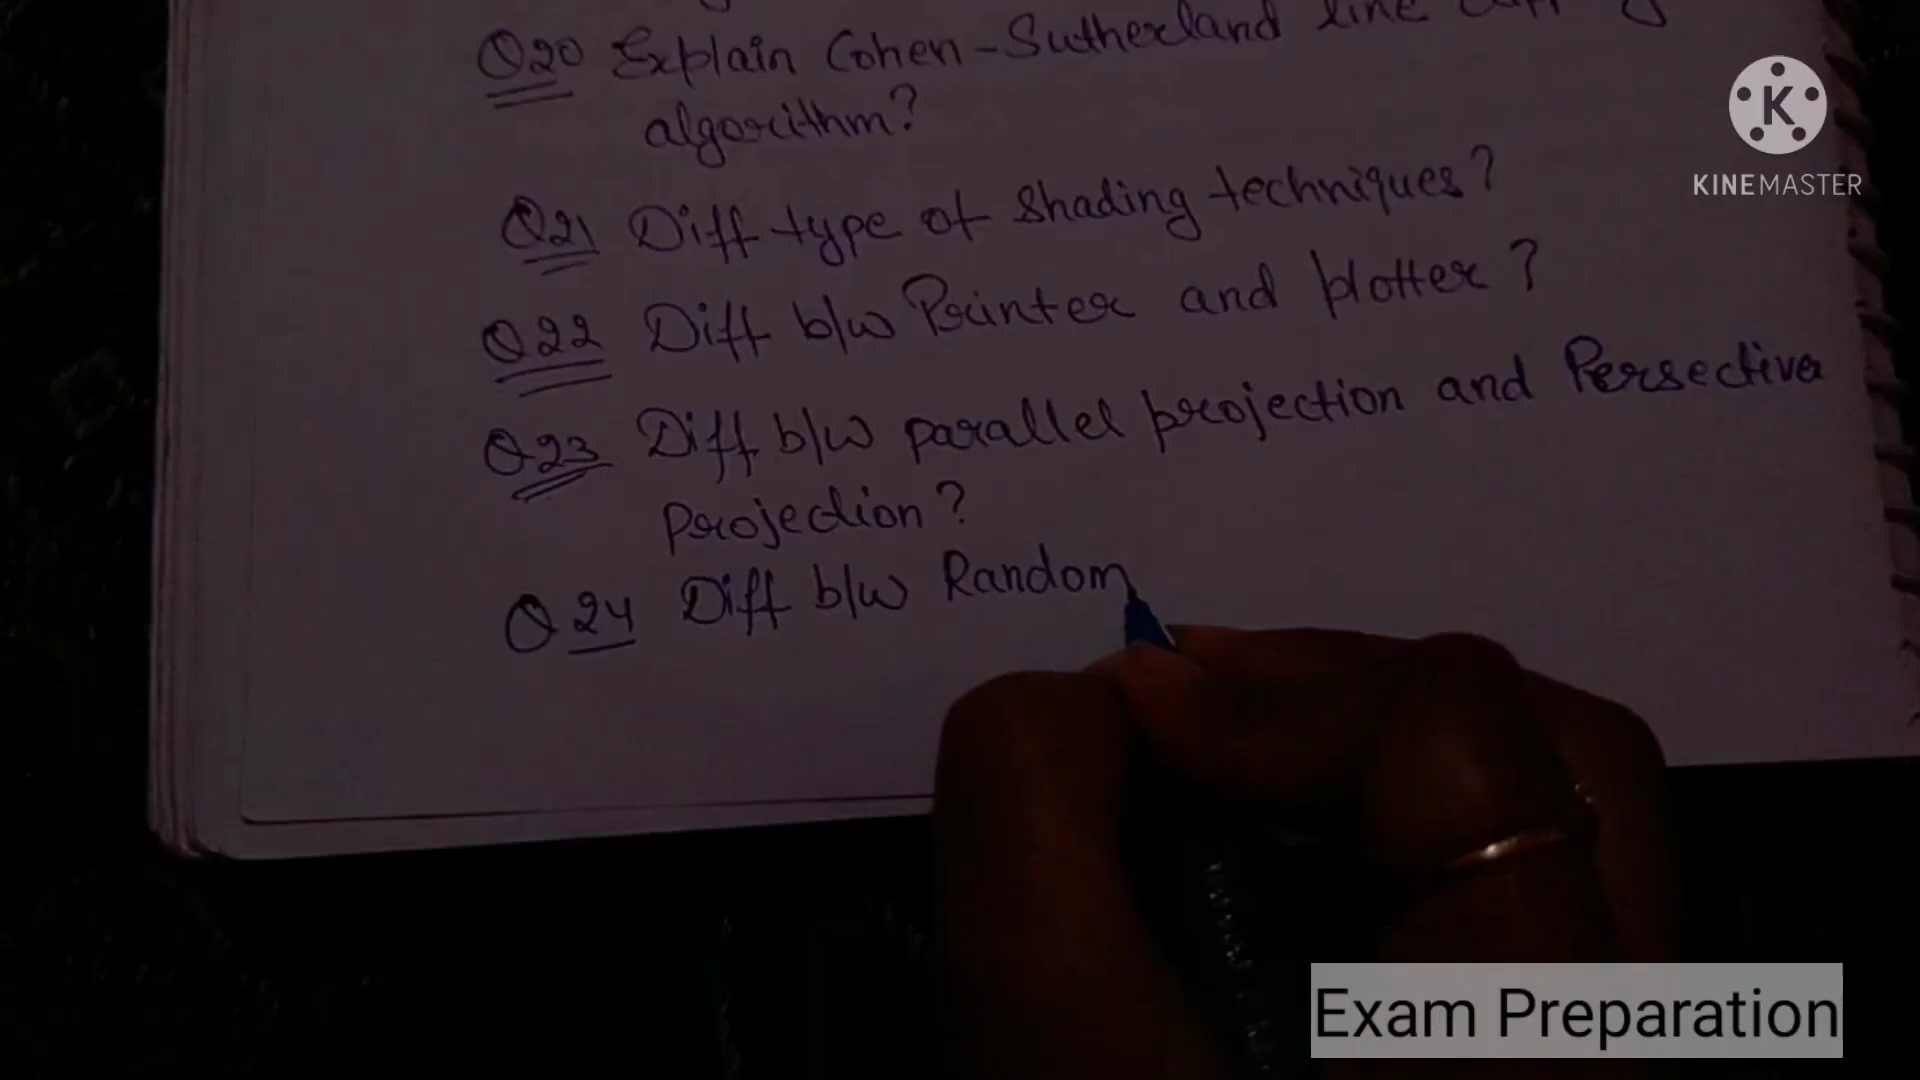 Q20 Explain Cohen-Sutherland line
algorithm?
KINEMASTER
Q21 Diff type of Shading techniques?
Q22 Diff b/w Printer and plotter?
Q23 Diff b/w parallel projection and Persective
Projection?
Q24 Diff b/w Random
Exam Preparation